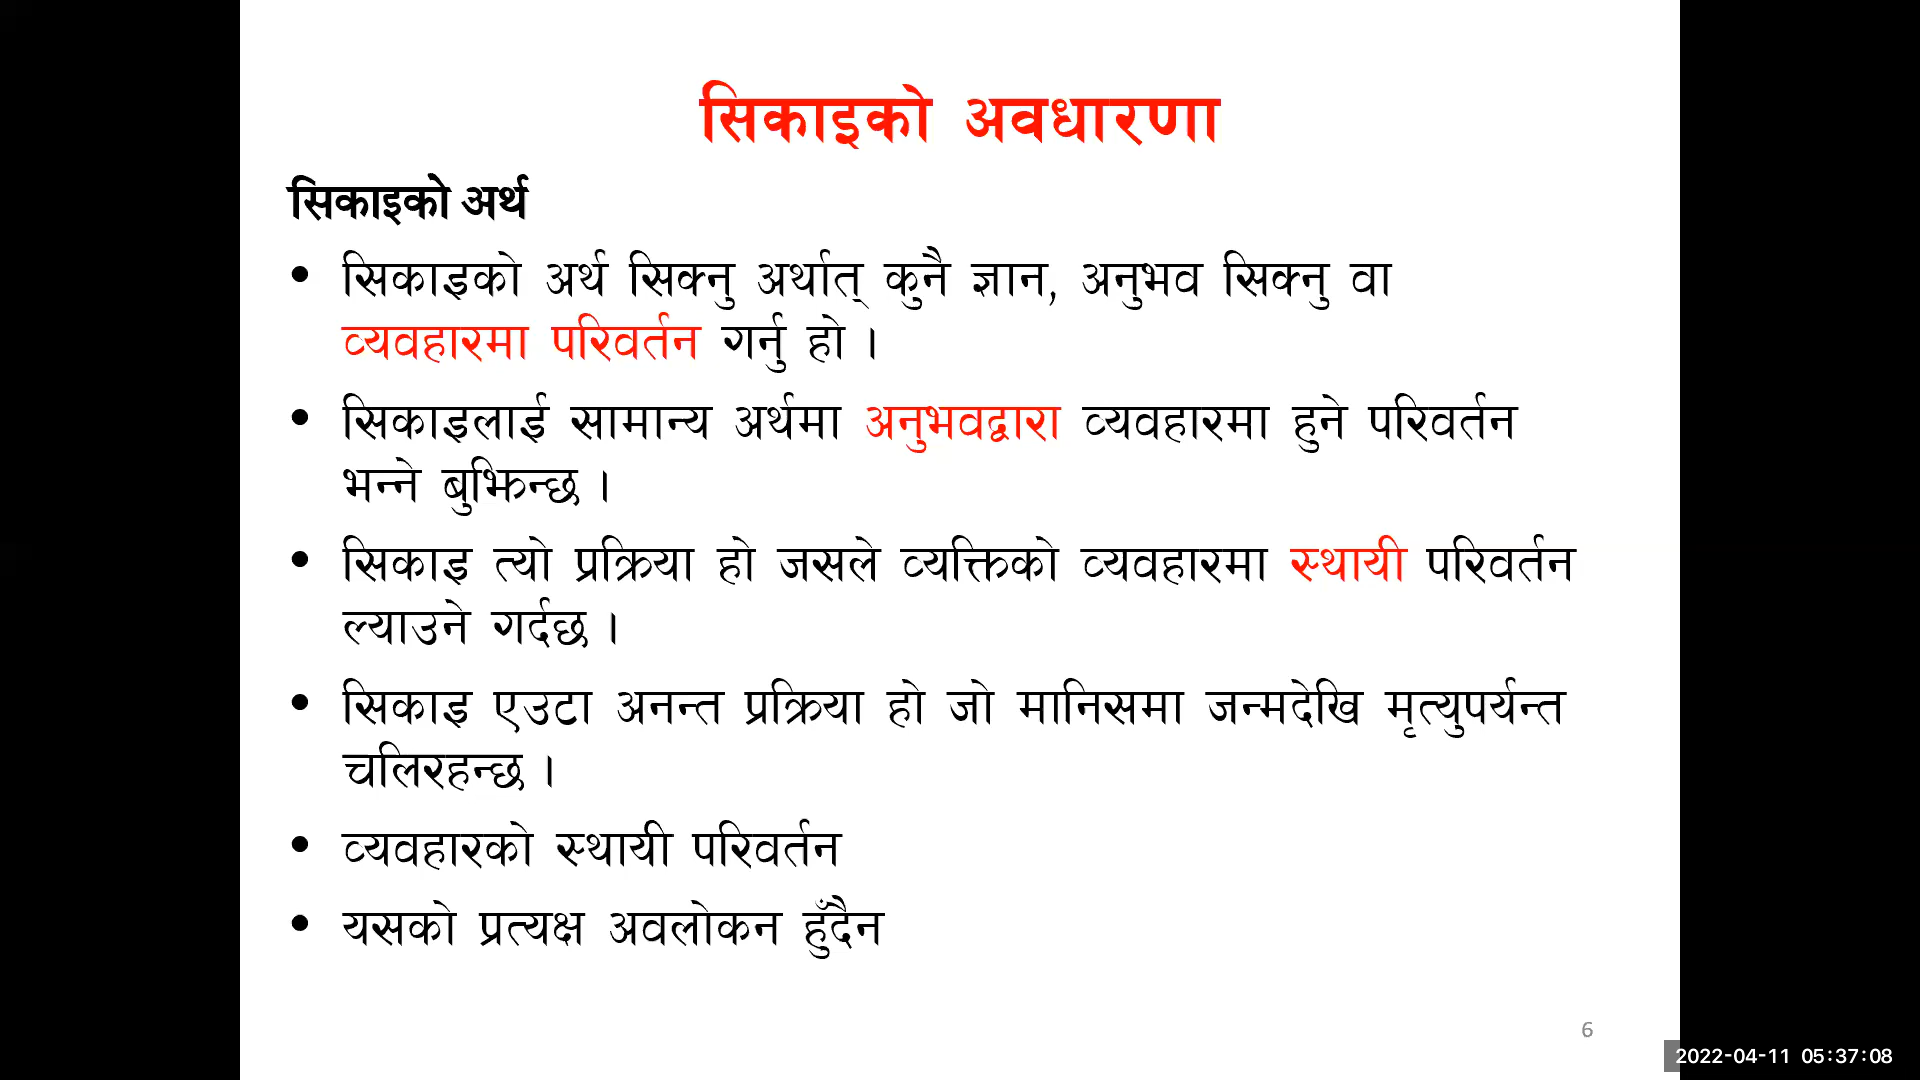 सिकाइको अवधारणा
सिकाइको अर्थ
• सिकाइको अर्थ सिक्नु अर्थात् कुनै ज्ञान, अनुभव सिक्नु वा
व्यवहारमा परिवर्तन गर्नु हो ।
• सिकाइलाई सामान्य अर्थमा अनुभवद्वारा व्यवहारमा हुने परिवर्तन
भन्ने बुझिन्छ ।
• सिकाइ त्यो प्रक्रिया हो जसले व्यक्तिको व्यवहारमा स्थायी परिवर्तन
ल्याउने गर्दछ ।
• सिकाइ एउटा अनन्त प्रक्रिया हो जो मानिसमा जन्मदेखि मृत्युपर्यन्त
चलिरहन्छ ।
• व्यवहारको स्थायी परिवर्तन
• यसको प्रत्यक्ष अवलोकन हुँदैन
6
2022-04-11 05:37:08